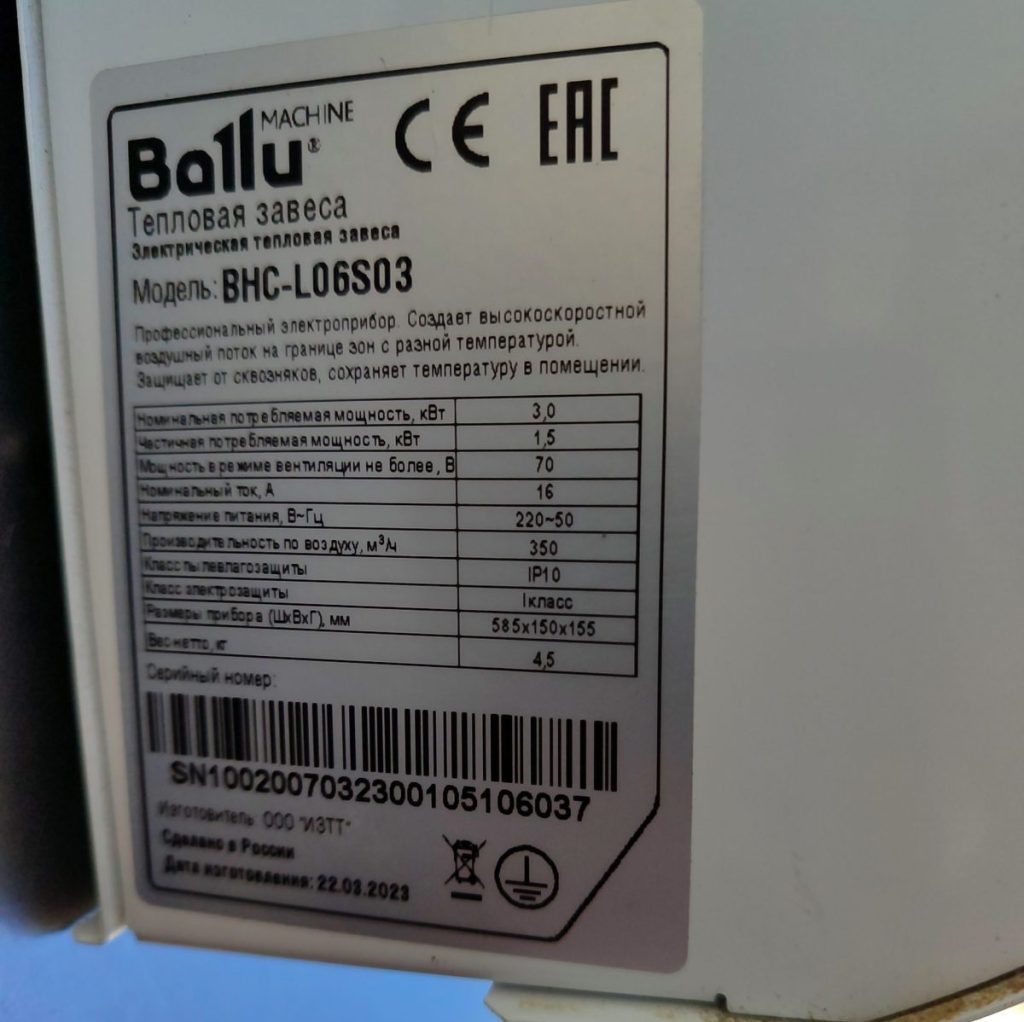 Ballu® MACHINE CE EAC
Тепловая завеса
Электрическая тепловая завеса
Модель: BHC-L06S03
Профессиональный электроприбор. Создает высокоскоростной
воздушный поток на границе зон с разной температурой.
Защищает от сквозняков, сохраняет температуру в помещении.
Номинальная потребляемая мощность, кВт 3,0
Частичная потребляемая мощность, кВт 1,5
Мощность в режиме вентиляции не более, В 70
Номинальный ток, А 16
Напряжение питания, В~Гц 220~50
Производительность по воздуху, м³/ч 350
Класс пылевлагозащиты IP10
Класс электрозащиты I класс
Размеры прибора (ШхВхГ), мм 585x150x155
Вес нетто, кг 4,5
Серийный номер:
SN1002007032300105106037
Изготовитель: ООО "ИЗТТ"
Сделано в России
Дата изготовления: 22.03.2023